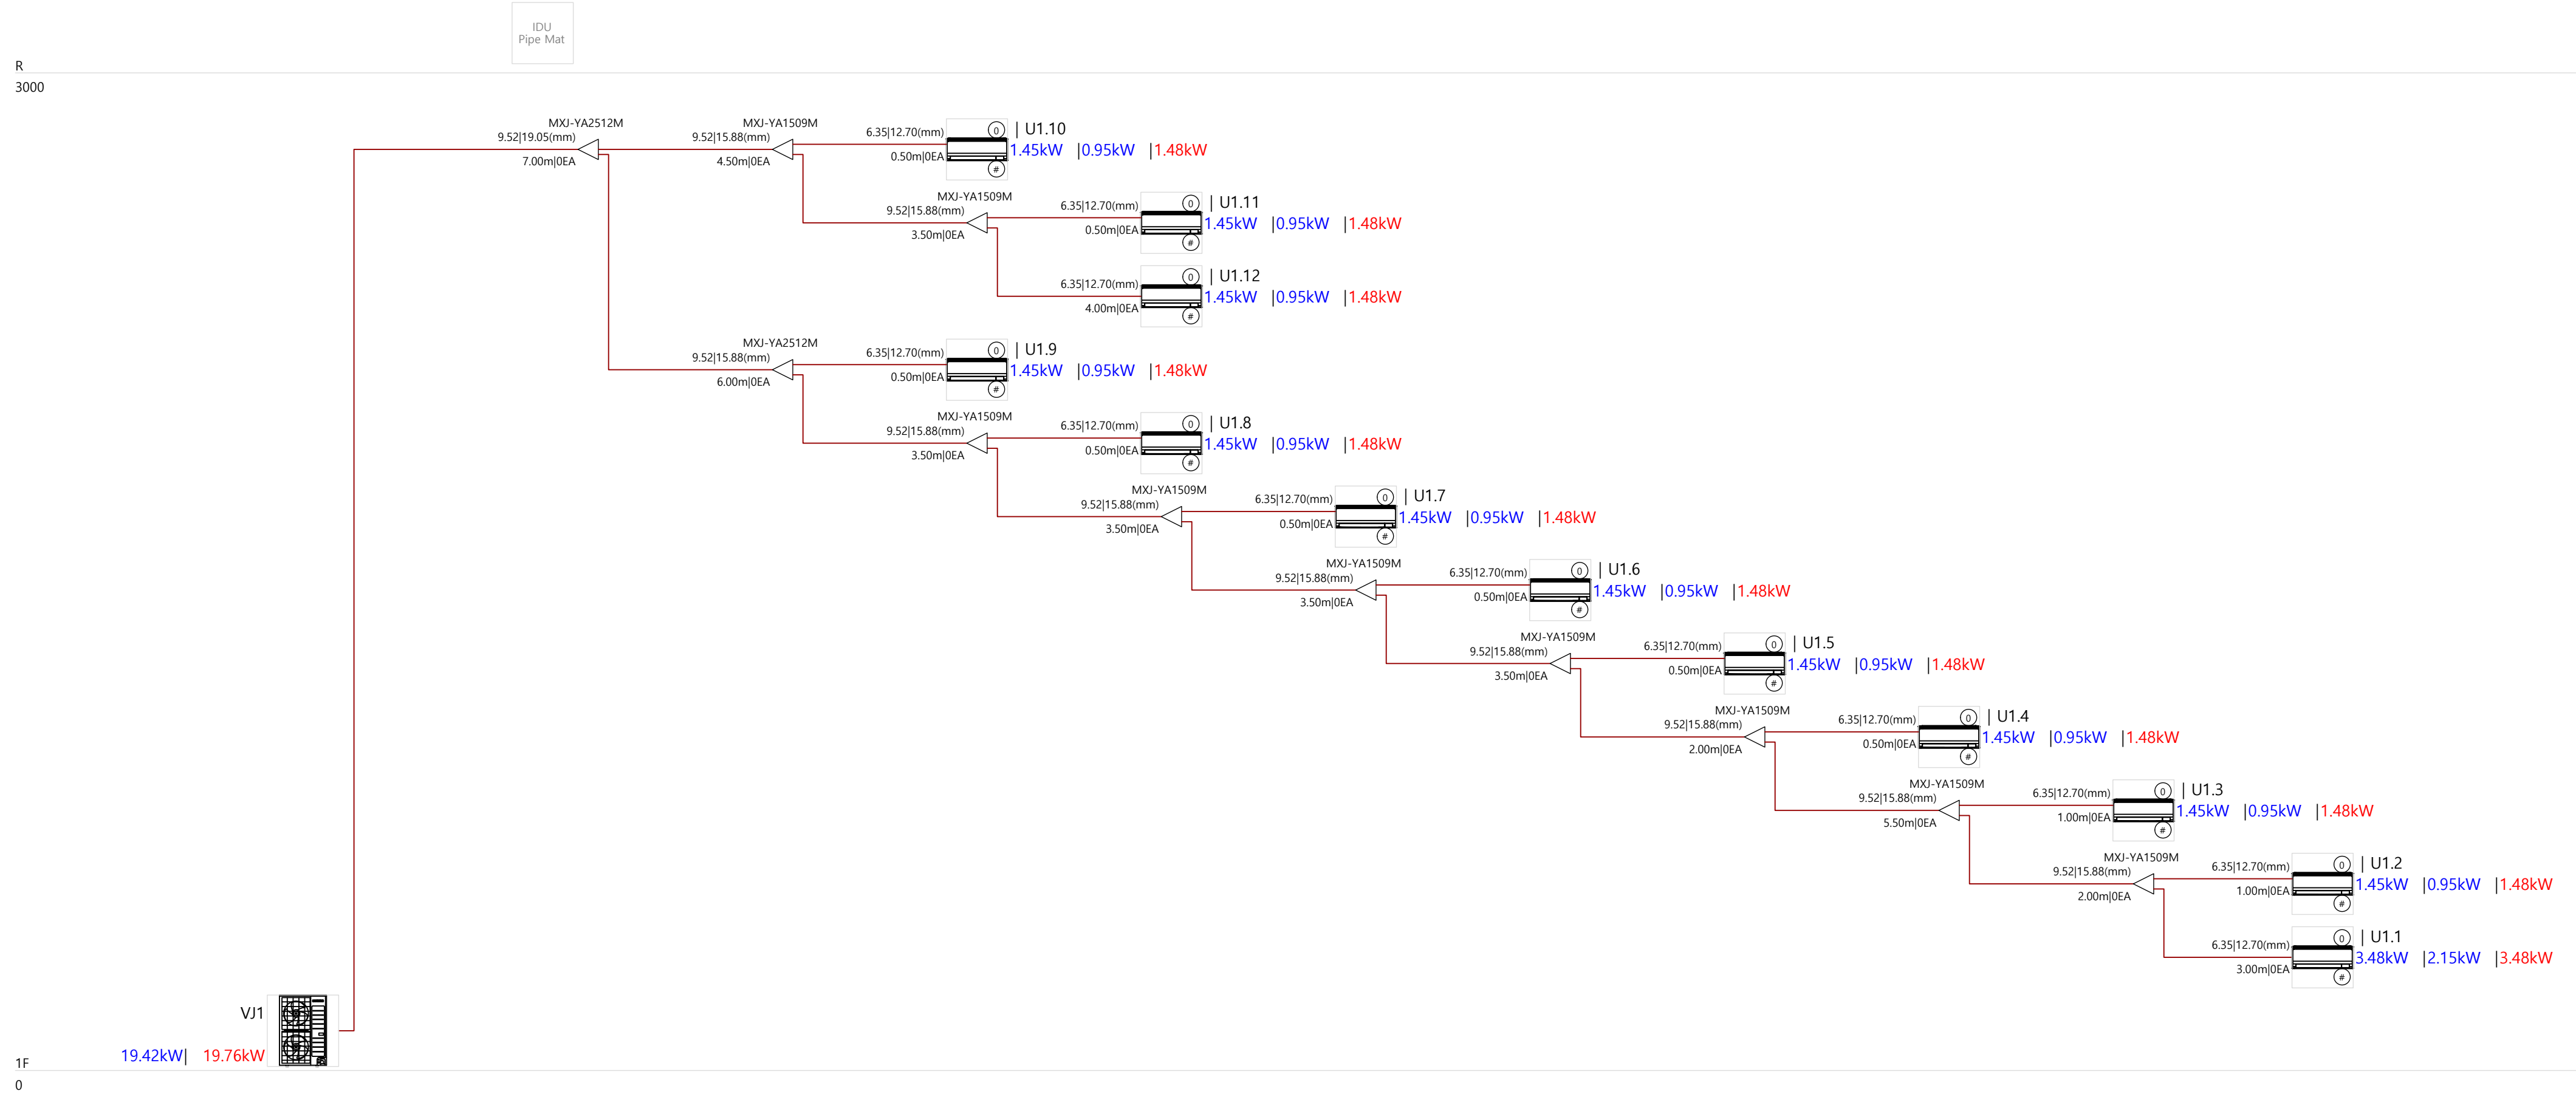 IDU
Pipe Mat
R
3000
MXJ-YA2512M
9.52|19.05(mm)
7.00m|0EA
MXJ-YA1509M
9.52|15.88(mm)
4.50m|0EA
6.35|12.70(mm)
0.50m|0EA
0
#
| U1.10
1.45kW |0.95kW |1.48kW
MXJ-YA1509M
9.52|15.88(mm)
3.50m|0EA
6.35|12.70(mm)
0.50m|0EA
0
#
| U1.11
1.45kW |0.95kW |1.48kW
6.35|12.70(mm)
4.00m|0EA
0
#
| U1.12
1.45kW |0.95kW |1.48kW
MXJ-YA2512M
9.52|15.88(mm)
6.00m|0EA
6.35|12.70(mm)
0.50m|0EA
0
#
| U1.9
1.45kW |0.95kW |1.48kW
MXJ-YA1509M
9.52|15.88(mm)
3.50m|0EA
6.35|12.70(mm)
0.50m|0EA
0
#
| U1.8
1.45kW |0.95kW |1.48kW
MXJ-YA1509M
9.52|15.88(mm)
3.50m|0EA
6.35|12.70(mm)
0.50m|0EA
0
#
| U1.7
1.45kW |0.95kW |1.48kW
MXJ-YA1509M
9.52|15.88(mm)
3.50m|0EA
6.35|12.70(mm)
0.50m|0EA
0
#
| U1.6
1.45kW |0.95kW |1.48kW
MXJ-YA1509M
9.52|15.88(mm)
3.50m|0EA
6.35|12.70(mm)
0.50m|0EA
0
#
| U1.5
1.45kW |0.95kW |1.48kW
MXJ-YA1509M
9.52|15.88(mm)
2.00m|0EA
6.35|12.70(mm)
0.50m|0EA
0
#
| U1.4
1.45kW |0.95kW |1.48kW
MXJ-YA1509M
9.52|15.88(mm)
5.50m|0EA
6.35|12.70(mm)
1.00m|0EA
0
#
| U1.3
1.45kW |0.95kW |1.48kW
MXJ-YA1509M
9.52|15.88(mm)
2.00m|0EA
6.35|12.70(mm)
1.00m|0EA
0
#
| U1.2
1.45kW |0.95kW |1.48kW
6.35|12.70(mm)
3.00m|0EA
0
#
| U1.1
3.48kW |2.15kW |3.48kW
VJ1
19.42kW| 19.76kW
1F
0